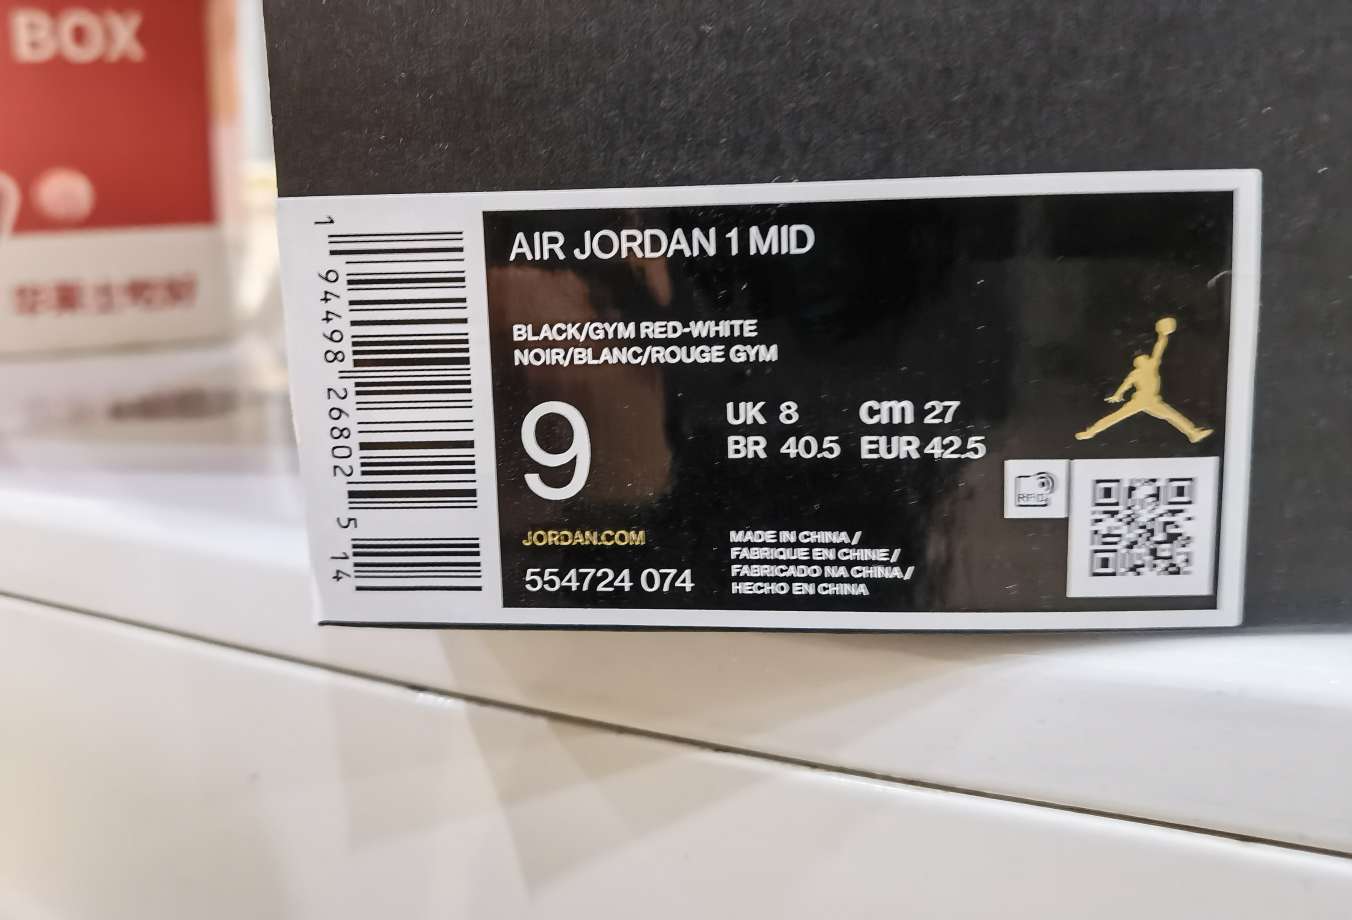 BOX
AIR JORDAN 1 MID
BLACK/GYM RED-WHITE
NOIR/BLANC/ROUGE GYM
9
UK 8 cm 27
BR 40.5 EUR 42.5
JORDAN.COM
554724 074
MADE IN CHINA /
FABRIQUE EN CHINE /
FABRICADO NA CHINA /
HECHO EN CHINA
RFID
1 94498 26802 5 14